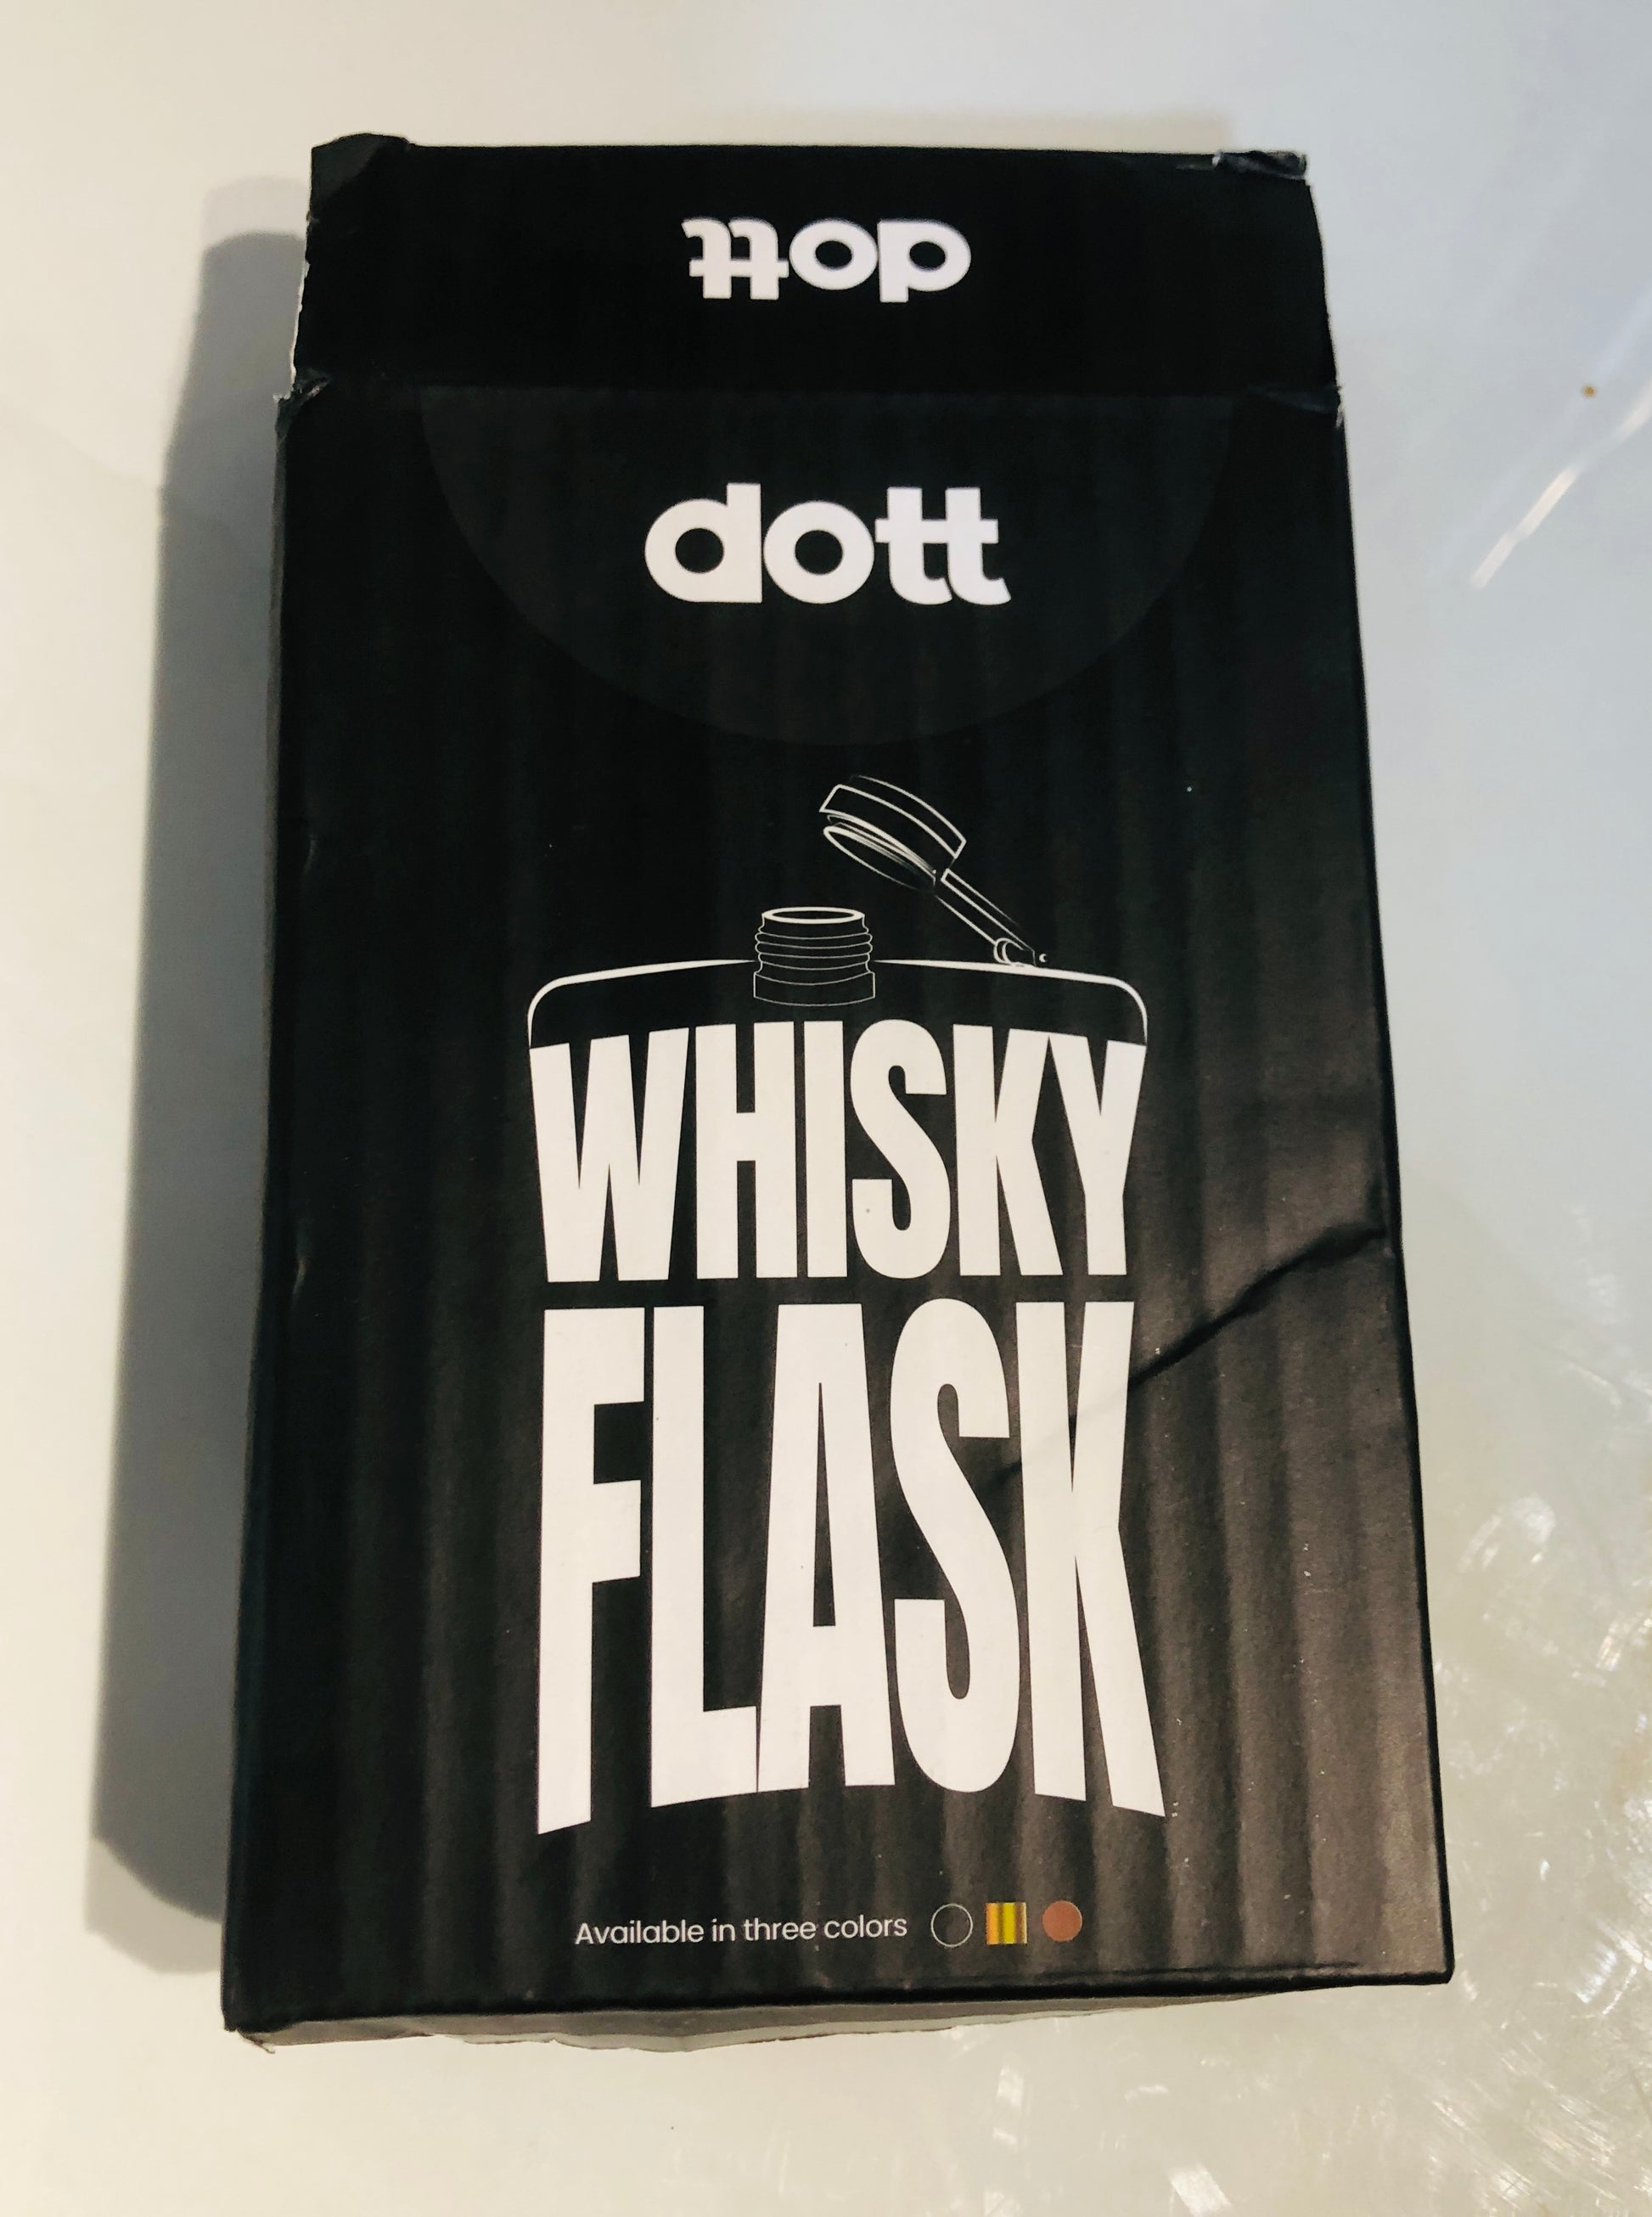 dott
dott
WHISKY
FLASK
Available in three colors